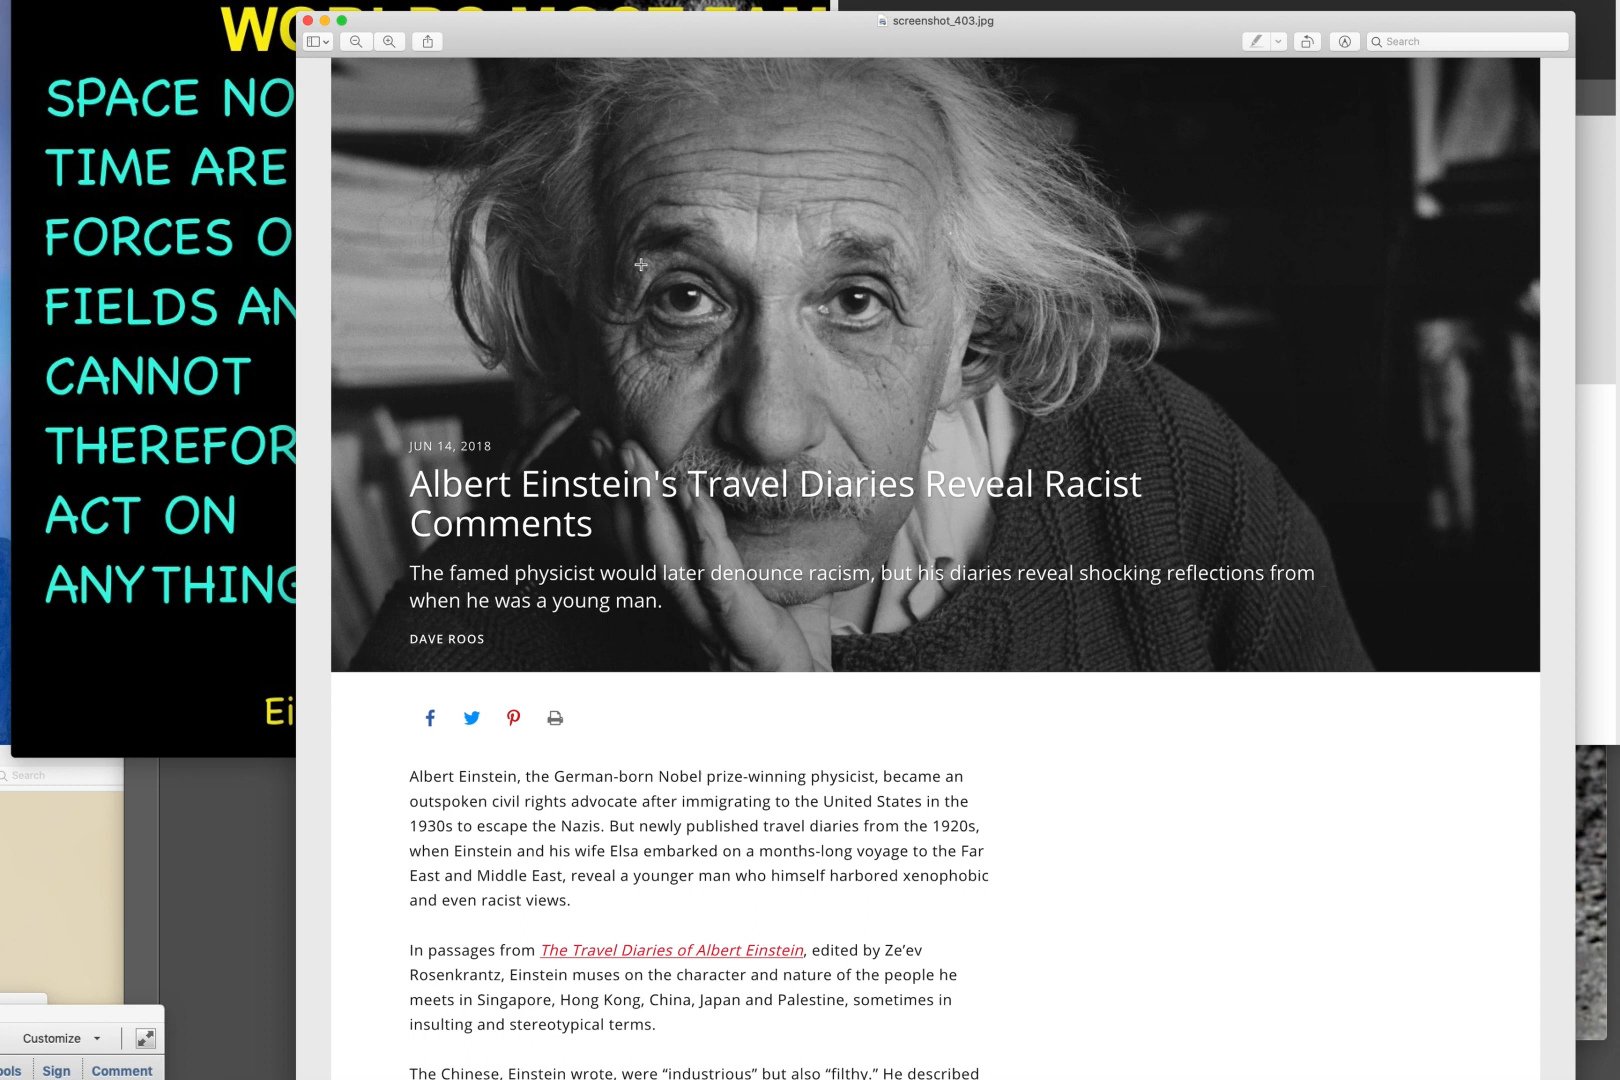 screenshot_403.jpg
Search
SPACE NO
TIME ARE
FORCES O
FIELDS AN
CANNOT
THEREFOR
ACT ON
ANYTHING
Ei
JUN 14, 2018
Albert Einstein's Travel Diaries Reveal Racist
Comments
The famed physicist would later denounce racism, but his diaries reveal shocking reflections from
when he was a young man.
DAVE ROOS
Albert Einstein, the German-born Nobel prize-winning physicist, became an
outspoken civil rights advocate after immigrating to the United States in the
1930s to escape the Nazis. But newly published travel diaries from the 1920s,
when Einstein and his wife Elsa embarked on a months-long voyage to the Far
East and Middle East, reveal a younger man who himself harbored xenophobic
and even racist views.
In passages from The Travel Diaries of Albert Einstein, edited by Ze’ev
Rosenkrantz, Einstein muses on the character and nature of the people he
meets in Singapore, Hong Kong, China, Japan and Palestine, sometimes in
insulting and stereotypical terms.
The Chinese, Einstein wrote, were “industrious” but also “filthy.” He described
Search
Customize
ools Sign Comment